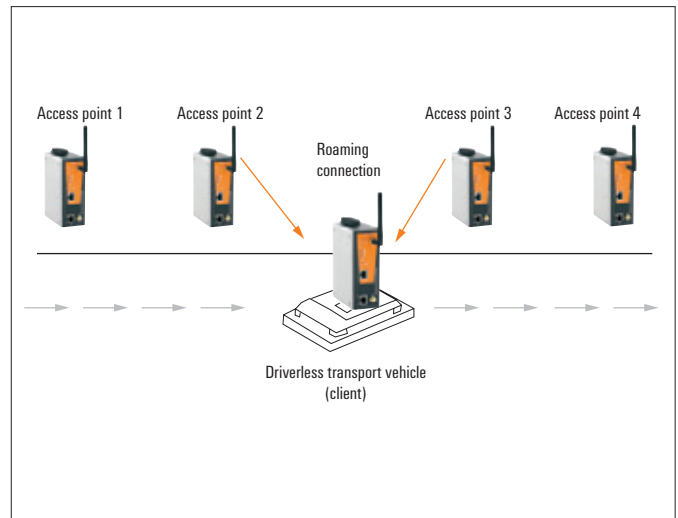 Access point 1
Access point 2
Access point 3
Access point 4
Roaming
connection
Driverless transport vehicle
(client)